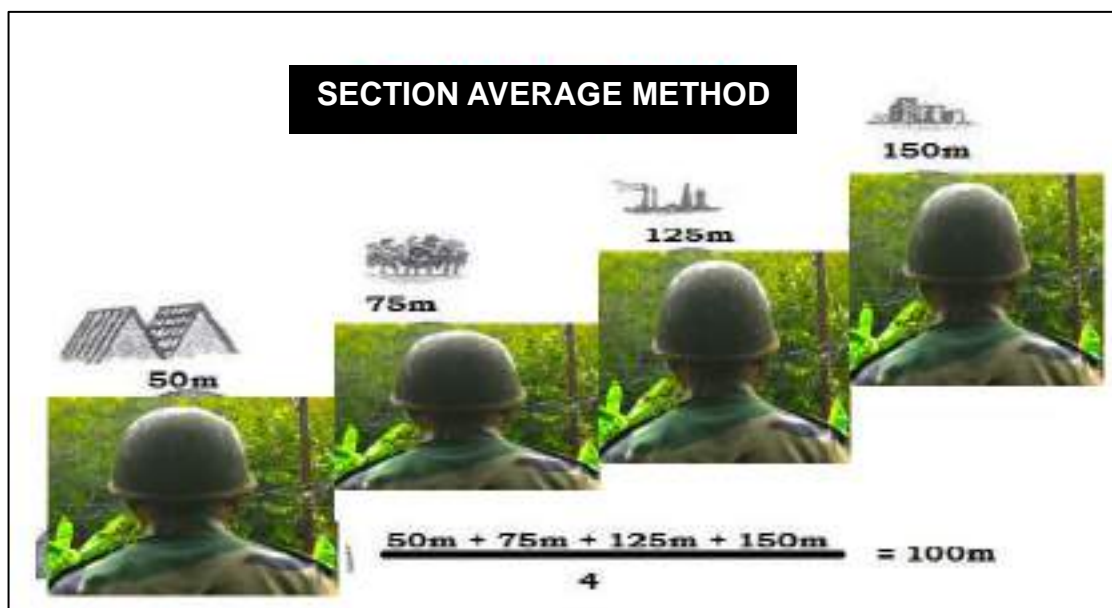 SECTION AVERAGE METHOD
150m
125m
75m
50m
50m + 75m + 125m + 150m
= 100m
4